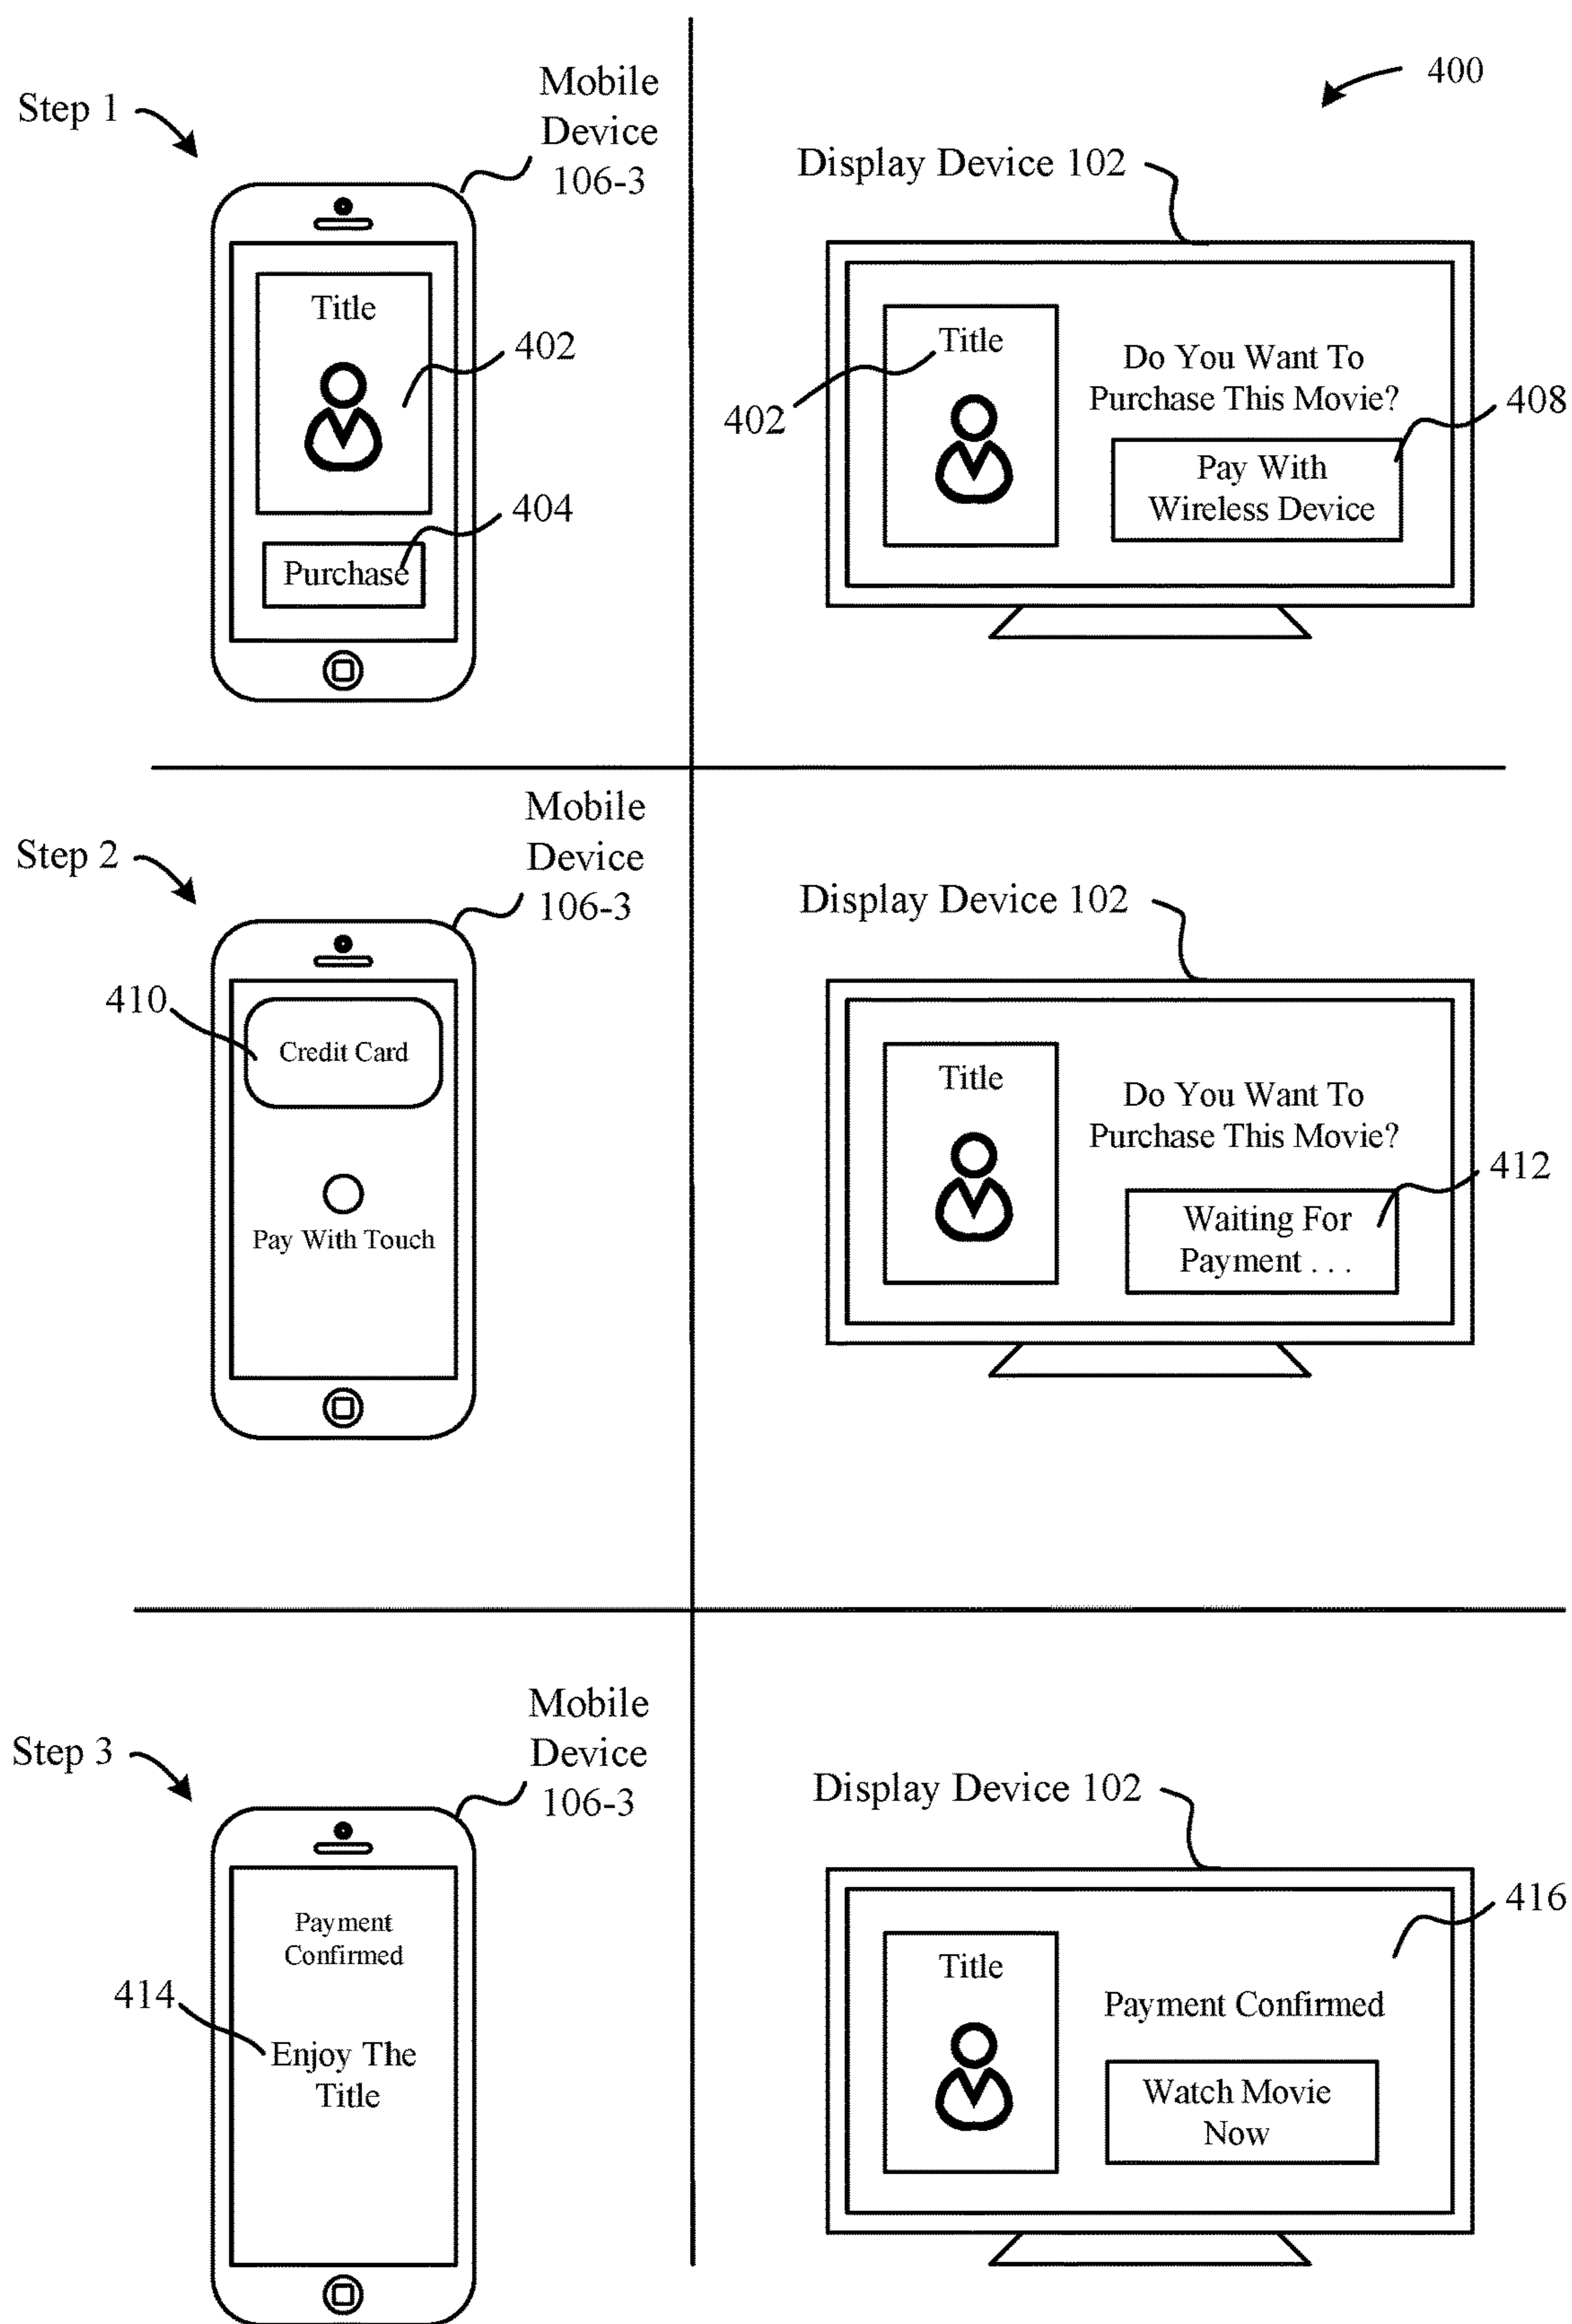 400
Step 1
Mobile
Device
106-3
Title
402
404
Purchase
Display Device 102
Title
402
Do You Want To
Purchase This Movie?
408
Pay With
Wireless Device
Step 2
Mobile
Device
106-3
410
Credit Card
Pay With Touch
Display Device 102
Title
Do You Want To
Purchase This Movie?
412
Waiting For
Payment . . .
Step 3
Mobile
Device
106-3
Payment
Confirmed
414
Enjoy The
Title
Display Device 102
416
Title
Payment Confirmed
Watch Movie
Now